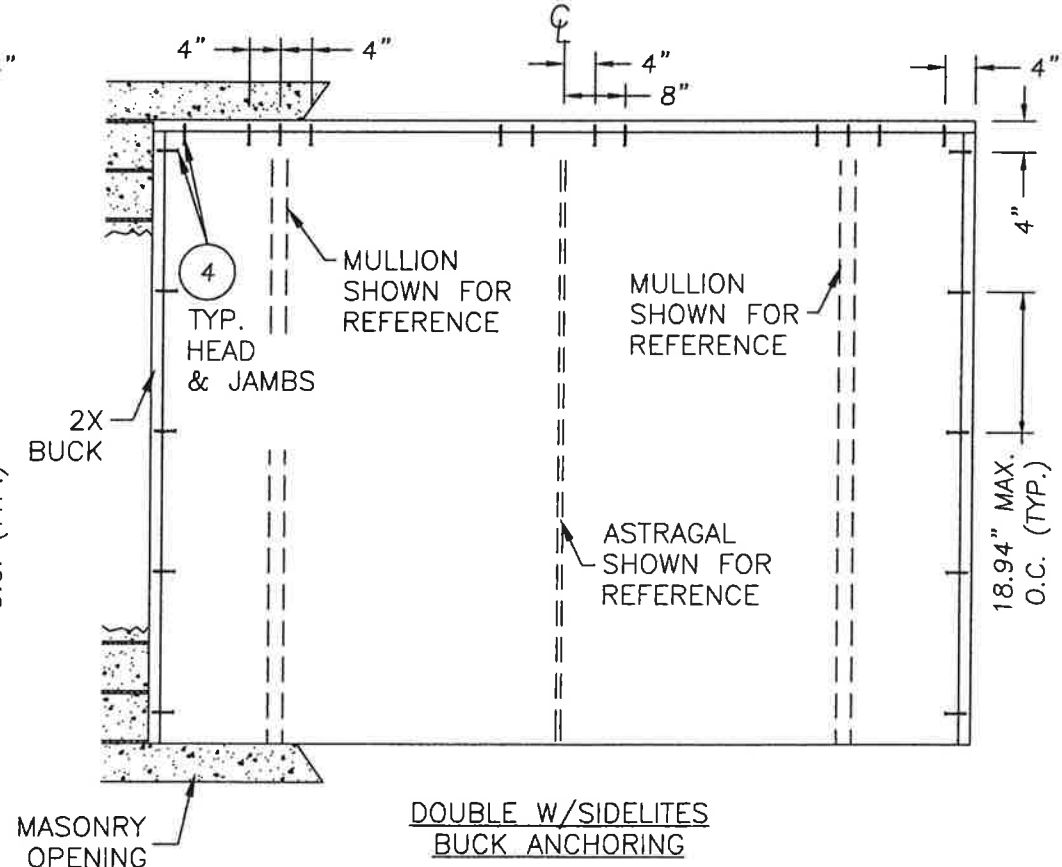 4" 4"
4"
8"
4"
4"
4
TYP.
HEAD
& JAMBS
MULLION
SHOWN FOR
REFERENCE
MULLION
SHOWN FOR
REFERENCE
2X
BUCK
ASTRAGAL
SHOWN FOR
REFERENCE
18.94" MAX.
O.C. (TYP.)
MASONRY
OPENING
DOUBLE W/SIDELITES
BUCK ANCHORING